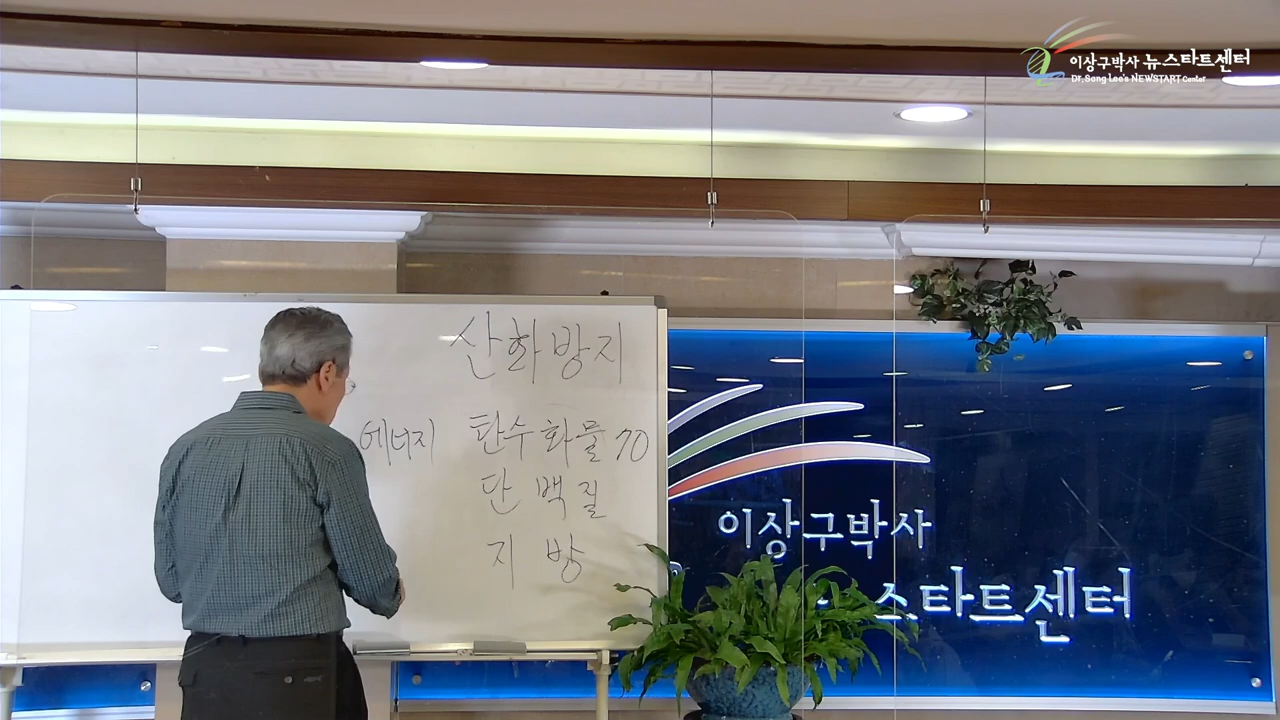 이상구박사 뉴스타트센터
Dr. Sang Lee's NEWSTART Center
산화방지
에너지 탄수화물 70
단백질
지방
이상구박사
스타트센터